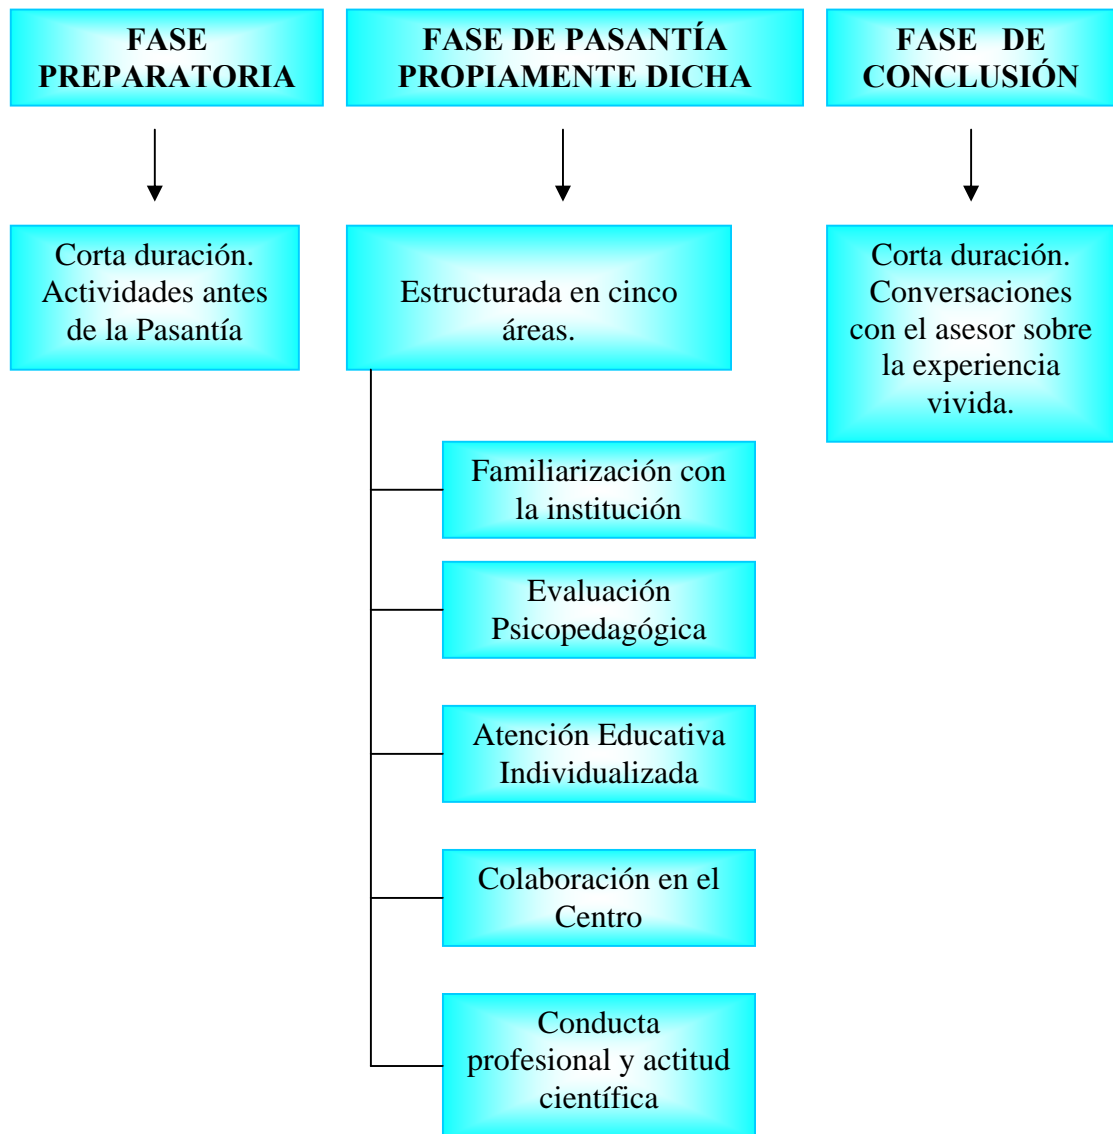 FASE
PREPARATORIA
FASE DE PASANTÍA
PROPIAMENTE DICHA
FASE DE
CONCLUSIÓN
Corta duración.
Actividades antes
de la Pasantía
Estructurada en cinco
áreas.
Corta duración.
Conversaciones
con el asesor sobre
la experiencia
vivida.
Familiarización con
la institución
Evaluación
Psicopedagógica
Atención Educativa
Individualizada
Colaboración en el
Centro
Conducta
profesional y actitud
científica